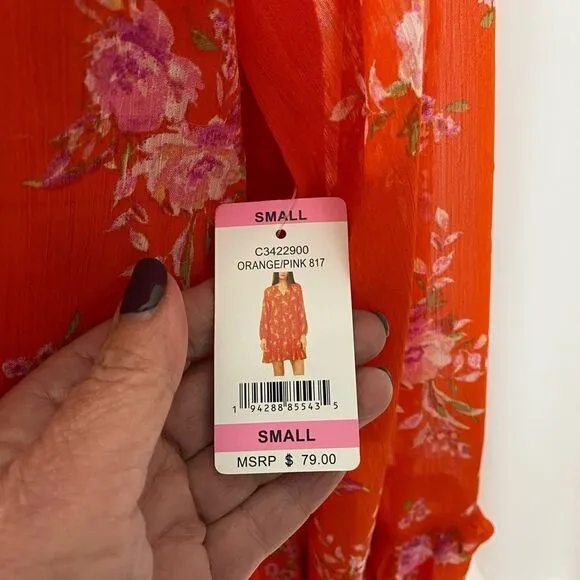 SMALL
C3422900
ORANGE/PINK 817
1 94288 85543 5
SMALL
MSRP $ 79.00